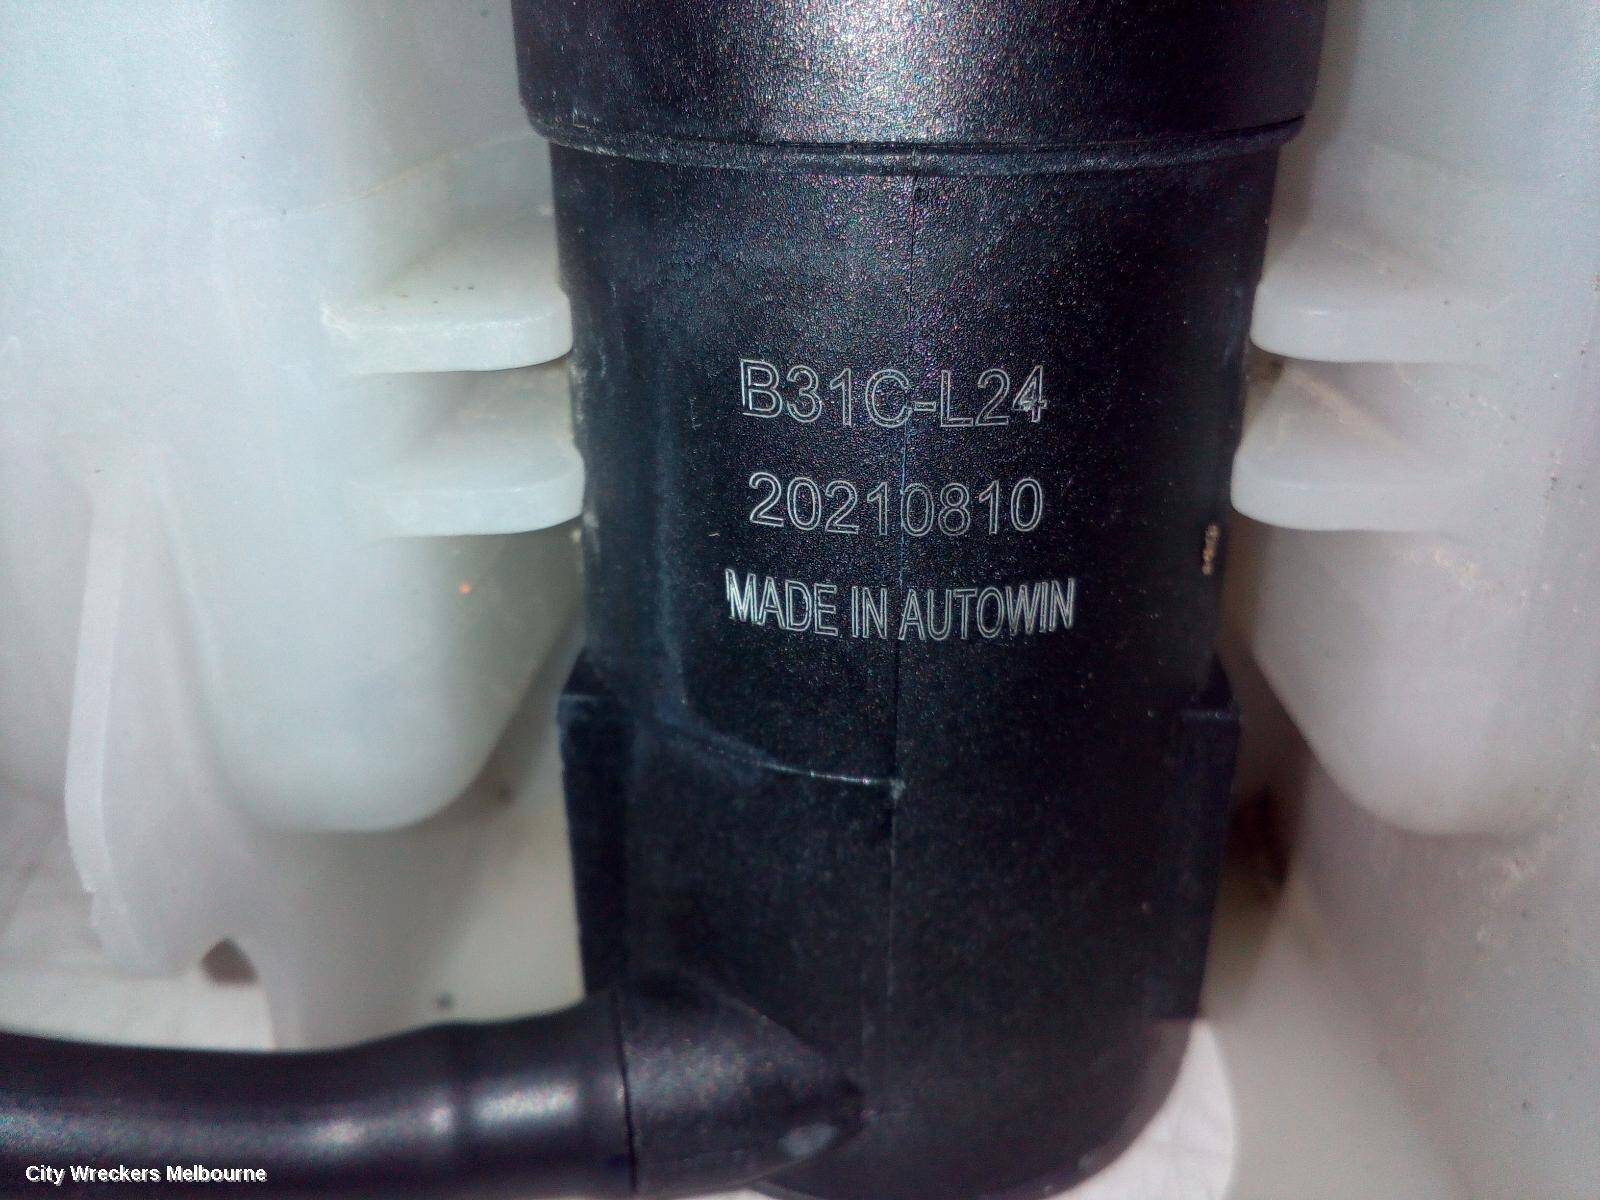 B31C-L24
20210810
MADE IN AUTOWIN
City Wreckers Melbourne